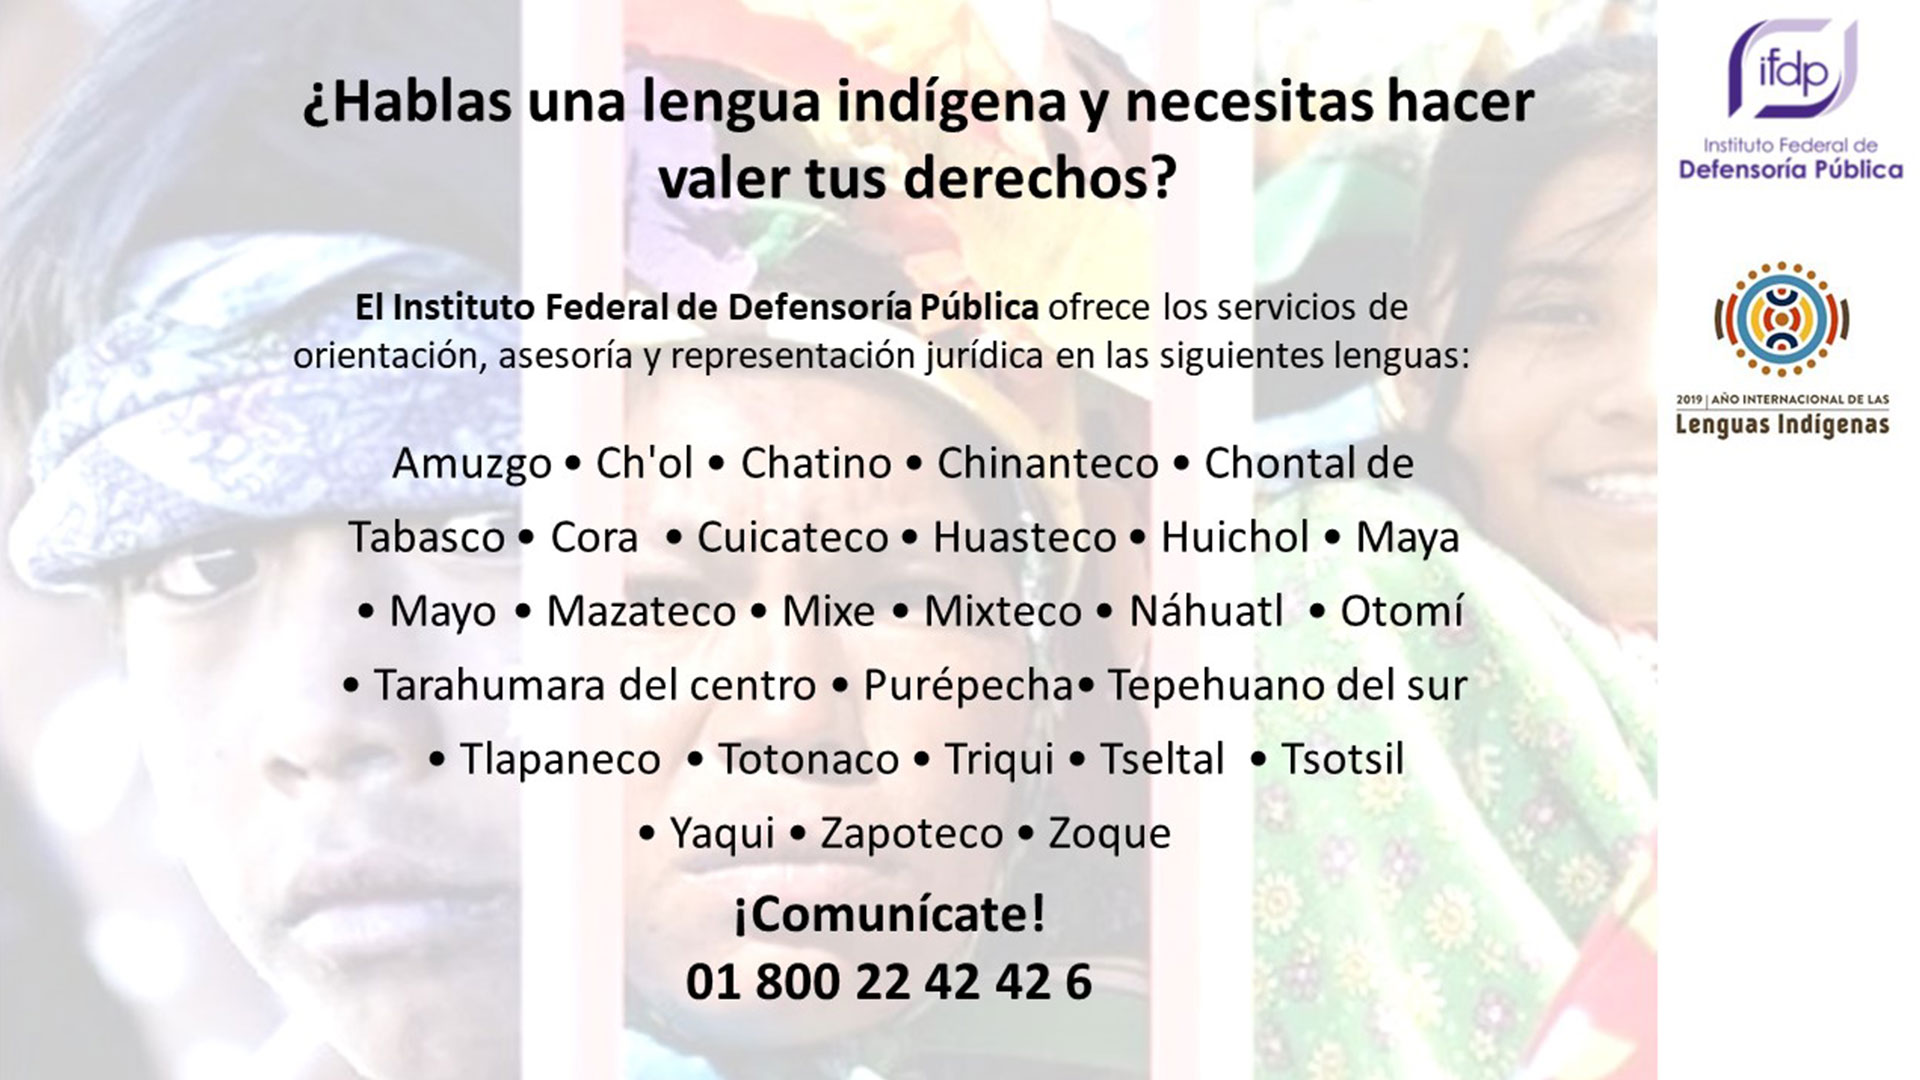 ¿Hablas una lengua indígena y necesitas hacer
valer tus derechos?
El Instituto Federal de Defensoría Pública ofrece los servicios de
orientación, asesoría y representación jurídica en las siguientes lenguas:
Amuzgo • Ch'ol • Chatino • Chinanteco • Chontal de
Tabasco • Cora • Cuicateco • Huasteco • Huichol • Maya
• Mayo • Mazateco • Mixe • Mixteco • Náhuatl • Otomí
• Tarahumara del centro • Purépecha• Tepehuano del sur
• Tlapaneco • Totonaco • Triqui • Tseltal • Tsotsil
• Yaqui • Zapoteco • Zoque
¡Comunícate!
01 800 22 42 42 6
ifdp
Instituto Federal de
Defensoría Pública
2019 | AÑO INTERNACIONAL DE LAS
Lenguas Indígenas